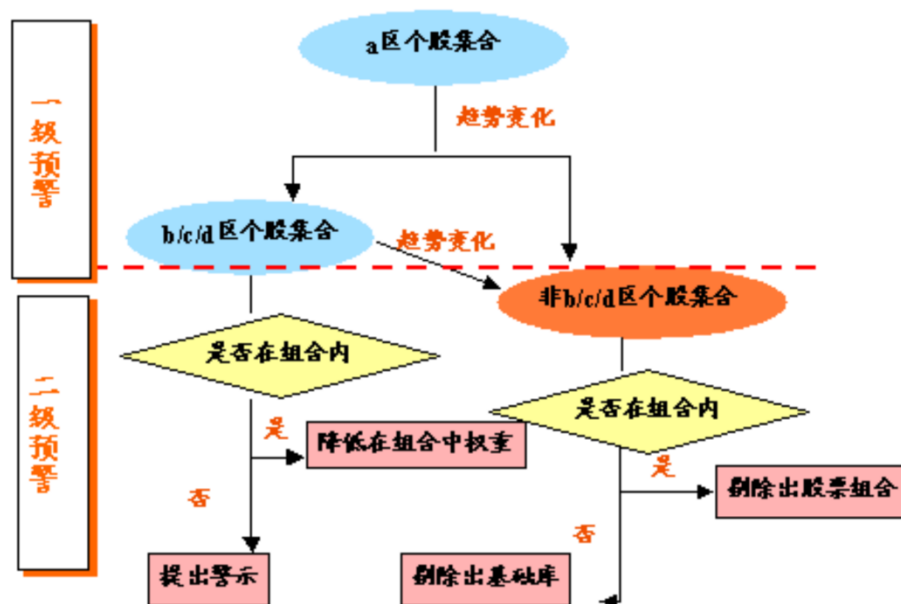 一级预警
a区个股集合
趋势变化
b/c/d区个股集合
趋势变化
非b/c/d区个股集合
二级预警
是否在组合内
是否在组合内
是
降低在组合中权重
是
剔除出股票组合
否
否
提出警示
剔除出基础库